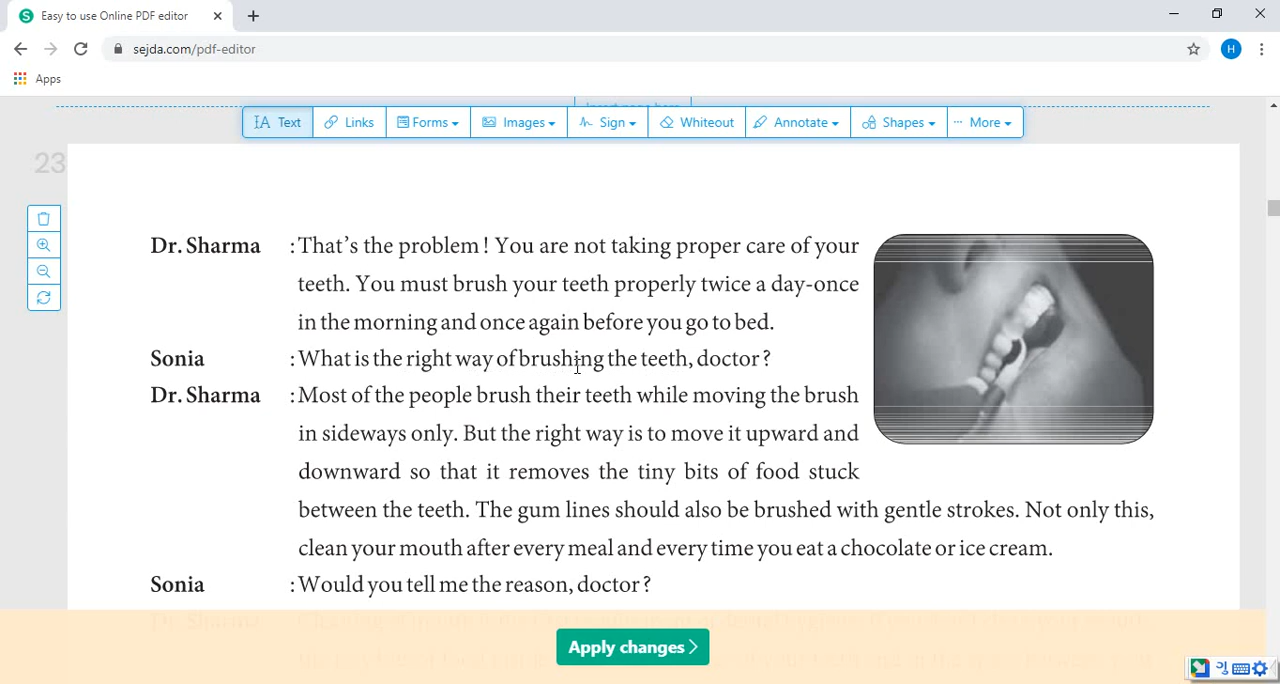 Easy to use Online PDF editor
sejda.com/pdf-editor
H
Apps
Text Links Forms Images Sign Whiteout Annotate Shapes More
23
Dr. Sharma : That's the problem! You are not taking proper care of your
teeth. You must brush your teeth properly twice a day-once
in the morning and once again before you go to bed.
Sonia : What is the right way of brushing the teeth, doctor?
Dr. Sharma : Most of the people brush their teeth while moving the brush
in sideways only. But the right way is to move it upward and
downward so that it removes the tiny bits of food stuck
between the teeth. The gum lines should also be brushed with gentle strokes. Not only this,
clean your mouth after every meal and every time you eat a chocolate or ice cream.
Sonia : Would you tell me the reason, doctor?
Dr. Sharma
Apply changes